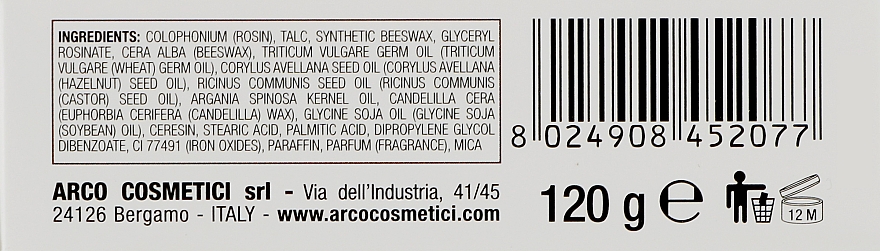 INGREDIENTS: COLOPHONIUM (ROSIN), TALC, SYNTHETIC BEESWAX, GLYCERYL
ROSINATE, CERA ALBA (BEESWAX), TRITICUM VULGARE GERM OIL (TRITICUM
VULGARE (WHEAT) GERM OIL), CORYLUS AVELLANA SEED OIL (CORYLUS AVELLANA
(HAZELNUT) SEED OIL), RICINUS COMMUNIS SEED OIL (RICINUS COMMUNIS
(CASTOR) SEED OIL), ARGANIA SPINOSA KERNEL OIL, CANDELILLA CERA
(EUPHORBIA CERIFERA (CANDELILLA) WAX), GLYCINE SOJA OIL (GLYCINE SOJA
(SOYBEAN) OIL), CERESIN, STEARIC ACID, PALMITIC ACID, DIPROPYLENE GLYCOL
DIBENZOATE, CI 77491 (IRON OXIDES), PARAFFIN, PARFUM (FRAGRANCE), MICA
8 024908 452077
ARCO COSMETICI srl - Via dell'Industria, 41/45
24126 Bergamo - ITALY - www.arcocosmetici.com
120 g ℮
12 M